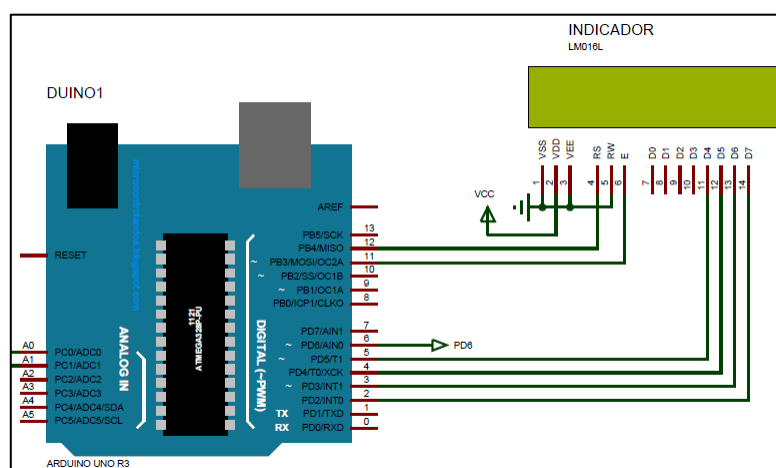 INDICADOR
LM016L
DUINO1
VSS
VDD
VEE
RS
RW
E
D0
D1
D2
D3
D4
D5
D6
D7
1
2
3
4
5
6
7
8
9
10
11
12
13
14
VCC
AREF
RESET
PB5/SCK 13
PB4/MISO 12
~ PB3/MOSI/OC2A 11
~ PB2/SS/OC1B 10
~ PB1/OC1A 9
PB0/ICP1/CLKO 8
PD7/AIN1 7
~ PD6/AIN0 6
PD6
~ PD5/T1 5
PD4/T0/XCK 4
~ PD3/INT1 3
PD2/INT0 2
TX PD1/TXD 1
RX PD0/RXD 0
1121
ATMEGA328P-PU
DIGITAL (~PWM)
ANALOG IN
A0 PC0/ADC0
A1 PC1/ADC1
A2 PC2/ADC2
A3 PC3/ADC3
A4 PC4/ADC4/SDA
A5 PC5/ADC5/SCL
ARDUINO UNO R3